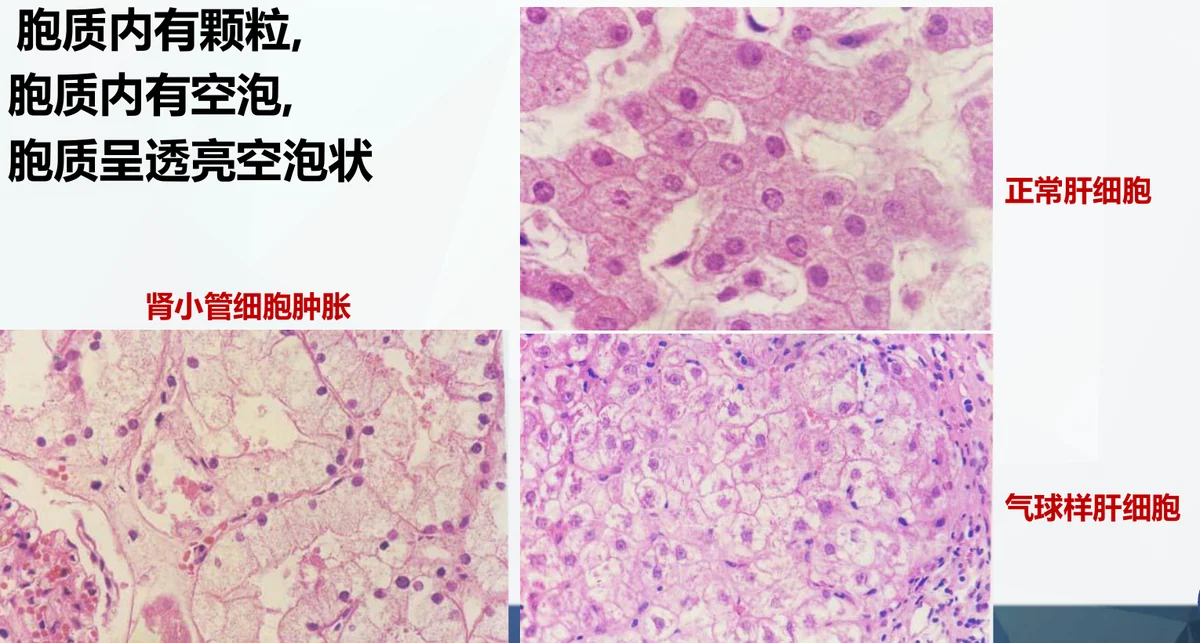 胞质内有颗粒,
胞质内有空泡,
胞质呈透亮空泡状
正常肝细胞
肾小管细胞肿胀
气球样肝细胞